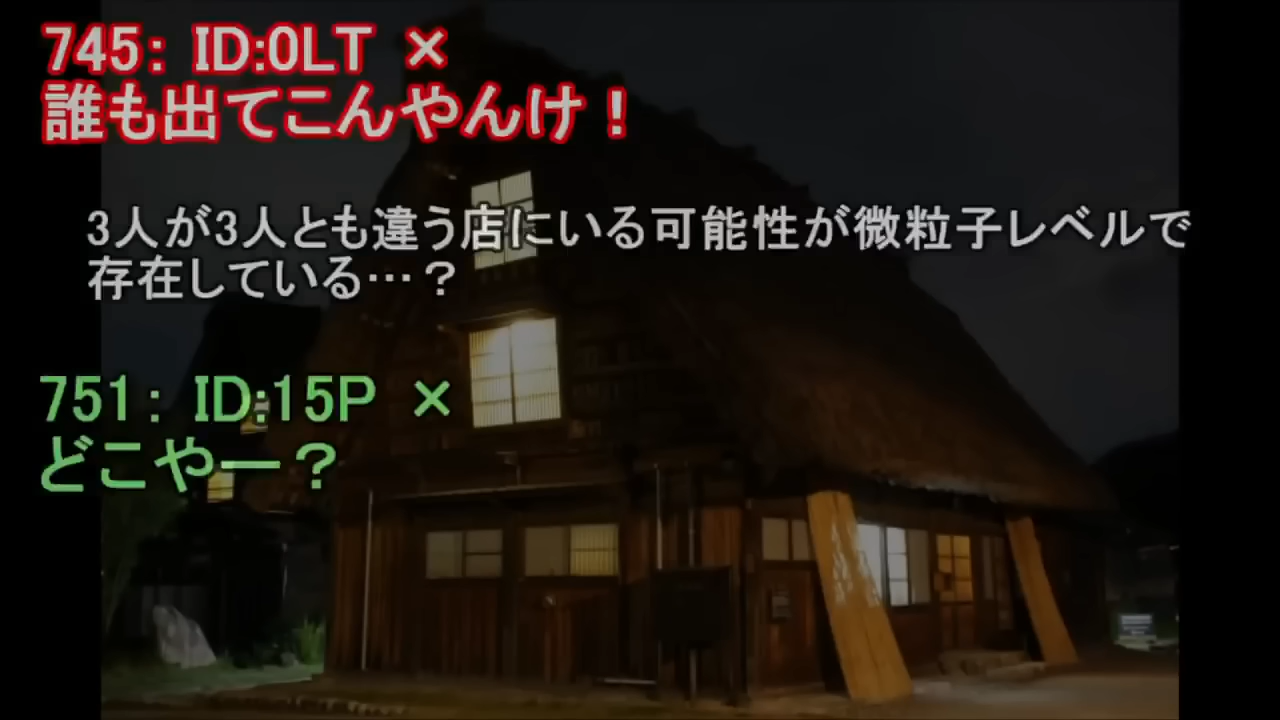 745： ID:0LT ×
誰も出てこんやんけ！
3人が3人とも違う店にいる可能性が微粒子レベルで
存在している…？
751： ID:15P ×
どこやー？